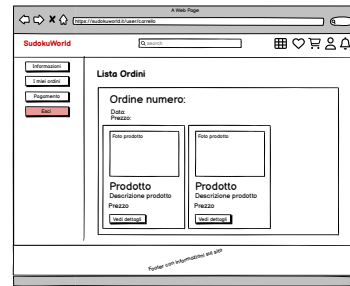 A Web Page
https://sudokuworld.it/user/carrello
SudokuWorld
search
Informazioni
I miei ordini
Pagamento
Esci
Lista Ordini
Ordine numero:
Data:
Prezzo:
Foto prodotto
Prodotto
Descrizione prodotto
Prezzo
Vedi dettagli
Foto prodotto
Prodotto
Descrizione prodotto
Prezzo
Vedi dettagli
Footer con informazioni sul sito